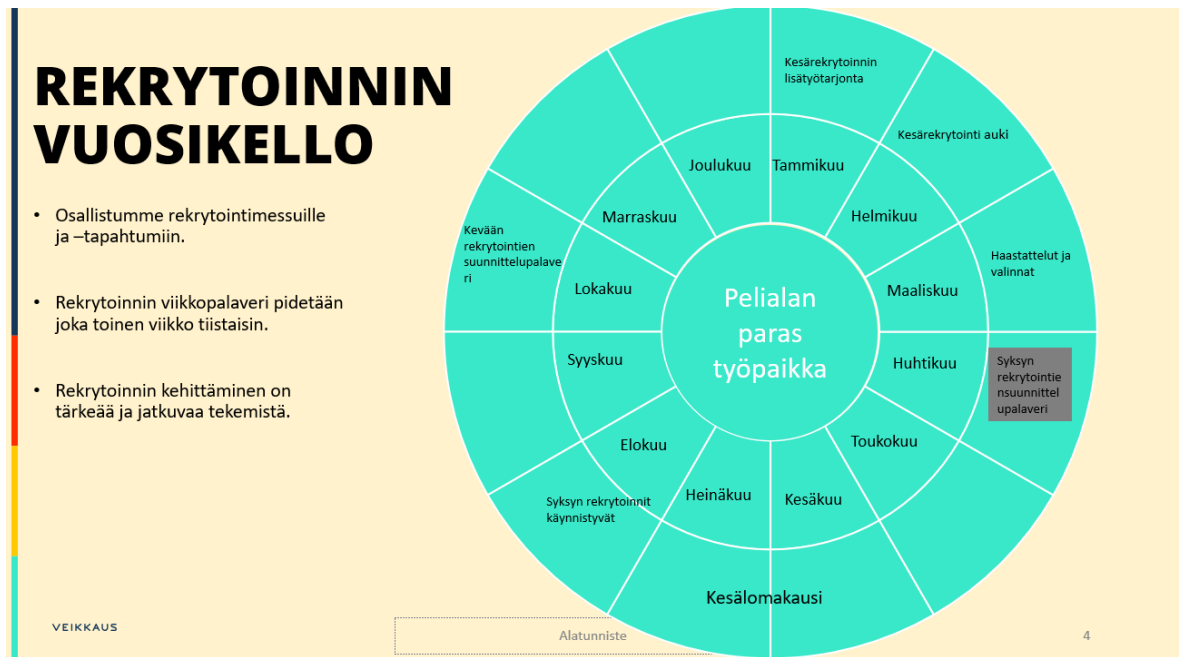 REKRYTOINNIN
VUOSIKELLO
• Osallistumme rekrytointimessuille
ja –tapahtumiin.
• Rekrytoinnin viikkopalaveri pidetään
joka toinen viikko tiistaisin.
• Rekrytoinnin kehittäminen on
tärkeää ja jatkuvaa tekemistä.
Kesärekrytoinnin
lisätyötarjonta
Kesärekrytointi auki
Haastattelut ja
valinnat
Syksyn
rekrytointie
nsuunnittel
upalaveri
Kesälomakausi
Syksyn rekrytoinnit
käynnistyvät
Kevään
rekrytointien
suunnittelupalave
ri
Tammikuu
Helmikuu
Maaliskuu
Huhtikuu
Toukokuu
Kesäkuu
Heinäkuu
Elokuu
Syyskuu
Lokakuu
Marraskuu
Joulukuu
Pelialan
paras
työpaikka
VEIKKAUS
Alatunniste
4